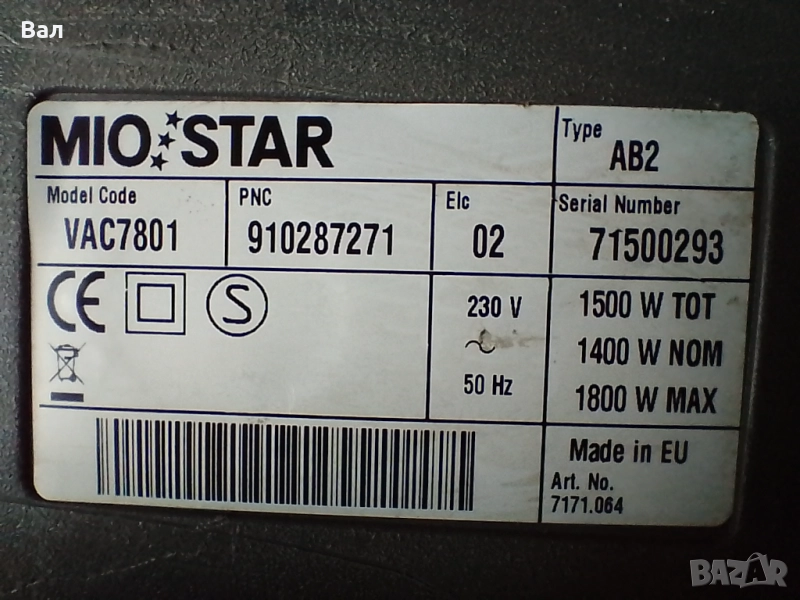 Вал
MIO STAR
Type
AB2
Model Code
VAC7801
PNC
910287271
Elc
02
Serial Number
71500293
CE
S
230 V
~
50 Hz
1500 W TOT
1400 W NOM
1800 W MAX
Made in EU
Art. No.
7171.064
BAZAR